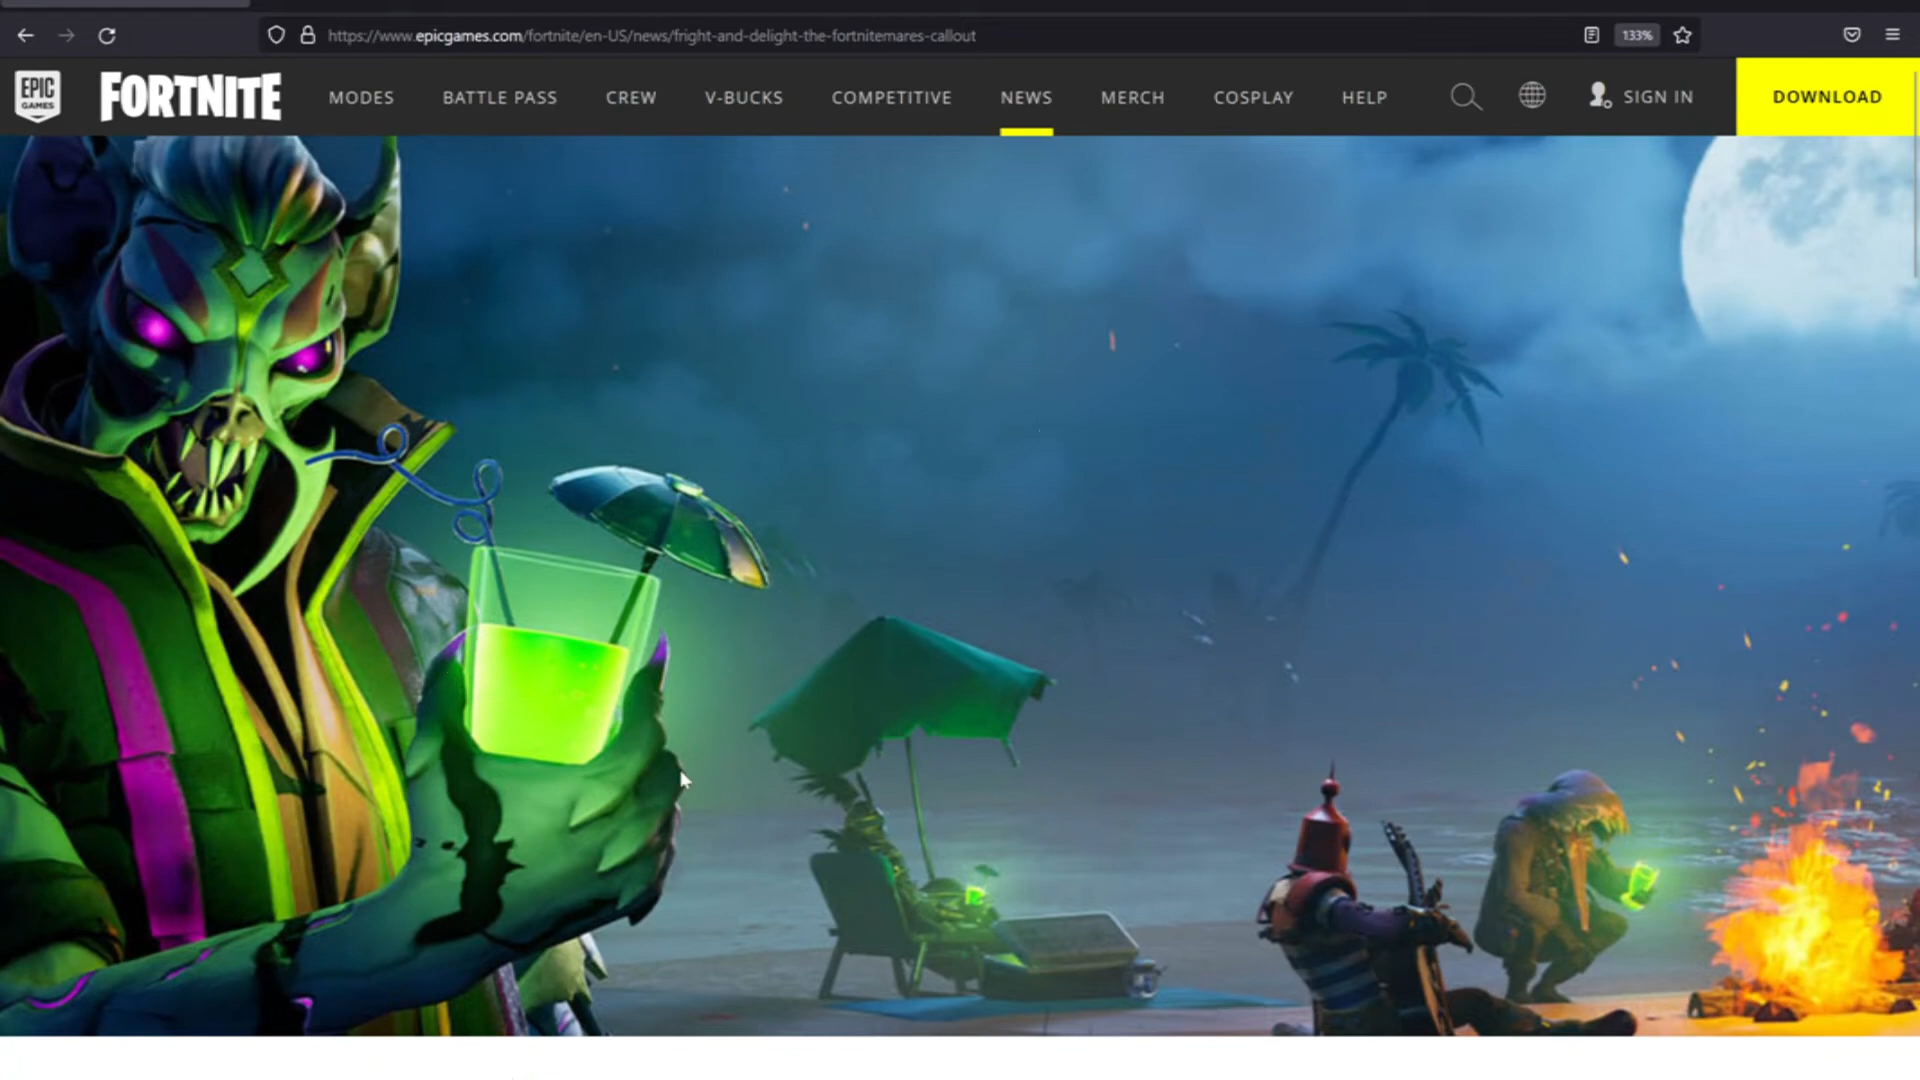 https://www.epicgames.com/fortnite/en-US/news/fright-and-delight-the-fortnitemares-callout
133%
EPIC
GAMES
FORTNITE
MODES
BATTLE PASS
CREW
V-BUCKS
COMPETITIVE
NEWS
MERCH
COSPLAY
HELP
SIGN IN
DOWNLOAD